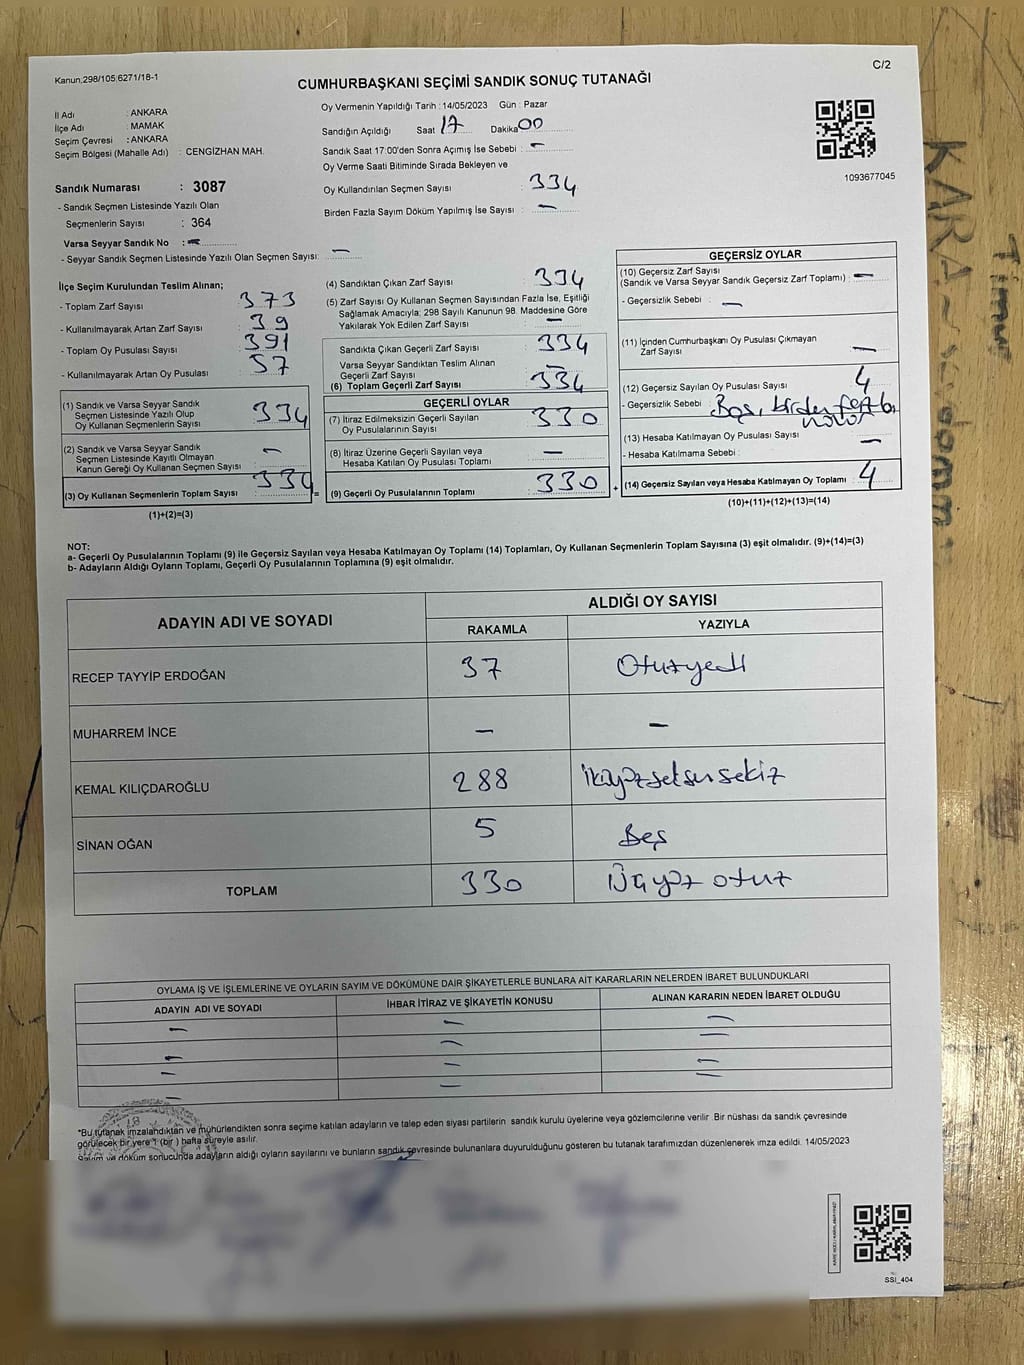 Kanun;298/105;6271/18-1
C/2
CUMHURBAŞKANI SEÇİMİ SANDIK SONUÇ TUTANAĞI
İl Adı : ANKARA
İlçe Adı : MAMAK
Seçim Çevresi : ANKARA
Seçim Bölgesi (Mahalle Adı) : CENGİZHAN MAH.
Sandık Numarası : 3087
- Sandık Seçmen Listesinde Yazılı Olan
Seçmenlerin Sayısı : 364
Varsa Seyyar Sandık No : -
- Seyyar Sandık Seçmen Listesinde Yazılı Olan Seçmen Sayısı: -
Oy Vermenin Yapıldığı Tarih : 14/05/2023 Gün : Pazar
Sandığın Açıldığı Saat 17 Dakika 00
Sandık Saat 17:00'den Sonra Açımış İse Sebebi : -
Oy Verme Saati Bitiminde Sırada Bekleyen ve
Oy Kullandırılan Seçmen Sayısı : 334
Birden Fazla Sayım Döküm Yapılmış İse Sayısı : -
1093677045
İlçe Seçim Kurulundan Teslim Alınan;
- Toplam Zarf Sayısı 373
- Kullanılmayarak Artan Zarf Sayısı : 39
- Toplam Oy Pusulası Sayısı : 391
- Kullanılmayarak Artan Oy Pusulası : 57
(1) Sandık ve Varsa Seyyar Sandık
Seçmen Listesinde Yazılı Olup
Oy Kullanan Seçmenlerin Sayısı : 334
(2) Sandık ve Varsa Seyyar Sandık
Seçmen Listesinde Kayıtlı Olmayan
Kanun Gereği Oy Kullanan Seçmen Sayısı : -
(3) Oy Kullanan Seçmenlerin Toplam Sayısı : 334 =
(1)+(2)=(3)
(4) Sandıktan Çıkan Zarf Sayısı : 334
(5) Zarf Sayısı Oy Kullanan Seçmen Sayısından Fazla İse, Eşitliği
Sağlamak Amacıyla; 298 Sayılı Kanunun 98. Maddesine Göre
Yakılarak Yok Edilen Zarf Sayısı : -
Sandıkta Çıkan Geçerli Zarf Sayısı : 334
Varsa Seyyar Sandıktan Teslim Alınan
Geçerli Zarf Sayısı : -
(6) Toplam Geçerli Zarf Sayısı : 334
GEÇERLİ OYLAR
(7) İtiraz Edilmeksizin Geçerli Sayılan
Oy Pusulalarının Sayısı : 330
(8) İtiraz Üzerine Geçerli Sayılan veya
Hesaba Katılan Oy Pusulası Toplamı : -
(9) Geçerli Oy Pusulalarının Toplamı : 330 +
GEÇERSİZ OYLAR
(10) Geçersiz Zarf Sayısı
(Sandık ve Varsa Seyyar Sandık Geçersiz Zarf Toplamı) : -
- Geçersizlik Sebebi : -
(11) İçinden Cumhurbaşkanı Oy Pusulası Çıkmayan
Zarf Sayısı : -
(12) Geçersiz Sayılan Oy Pusulası Sayısı : 4
- Geçersizlik Sebebi : Boş, birden fazla
(13) Hesaba Katılmayan Oy Pusulası Sayısı : -
- Hesaba Katılmama Sebebi :
(14) Geçersiz Sayılan veya Hesaba Katılmayan Oy Toplamı : 4
(10)+(11)+(12)+(13)=(14)
NOT:
a- Geçerli Oy Pusulalarının Toplamı (9) ile Geçersiz Sayılan veya Hesaba Katılmayan Oy Toplamı (14) Toplamları, Oy Kullanan Seçmenlerin Toplam Sayısına (3) eşit olmalıdır. (9)+(14)=(3)
b- Adayların Aldığı Oyların Toplamı, Geçerli Oy Pusulalarının Toplamına (9) eşit olmalıdır.
ADAYIN ADI VE SOYADI ALDIĞI OY SAYISI
RAKAMLA YAZIYLA
RECEP TAYYİP ERDOĞAN 37 Otuzyedi
MUHARREM İNCE - -
KEMAL KILIÇDAROĞLU 288 ikiyüzseksensekiz
SİNAN OĞAN 5 Beş
TOPLAM 330 Üçyüz otuz
OYLAMA İŞ VE İŞLEMLERİNE VE OYLARIN SAYIM VE DÖKÜMÜNE DAİR ŞİKAYETLERLE BUNLARA AİT KARARLARIN NELERDEN İBARET BULUNDUKLARI
ADAYIN ADI VE SOYADI İHBAR İTİRAZ VE ŞİKAYETİN KONUSU ALINAN KARARIN NEDEN İBARET OLDUĞU
- - -
- - -
- - -
- - -
*Bu tutanak imzalandıktan ve mühürlendikten sonra seçime katılan adayların ve talep eden siyasi partilerin sandık kurulu üyelerine veya gözlemcilerine verilir. Bir nüshası da sandık çevresinde
görülecek bir yere 1 (bir ) hafta süreyle asılır.
Sayım ve döküm sonucunda adayların aldığı oyların sayılarını ve bunların sandık çevresinde bulunanlara duyurulduğunu gösteren bu tutanak tarafımızdan düzenlenerek imza edildi. 14/05/2023
SSİ_404
KARA
Timur